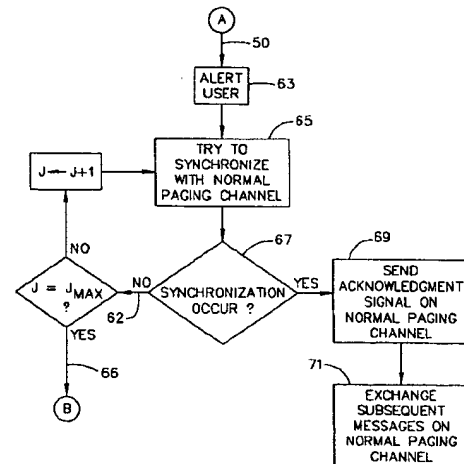 A
50
ALERT
USER
63
65
TRY TO
SYNCHRONIZE
WITH NORMAL
PAGING CHANNEL
J ← J+1
67
NO
J = JMAX
?
YES
NO
62
SYNCHRONIZATION
OCCUR ?
YES
69
SEND
ACKNOWLEDGMENT
SIGNAL ON
NORMAL PAGING
CHANNEL
66
B
71
EXCHANGE
SUBSEQUENT
MESSAGES ON
NORMAL PAGING
CHANNEL